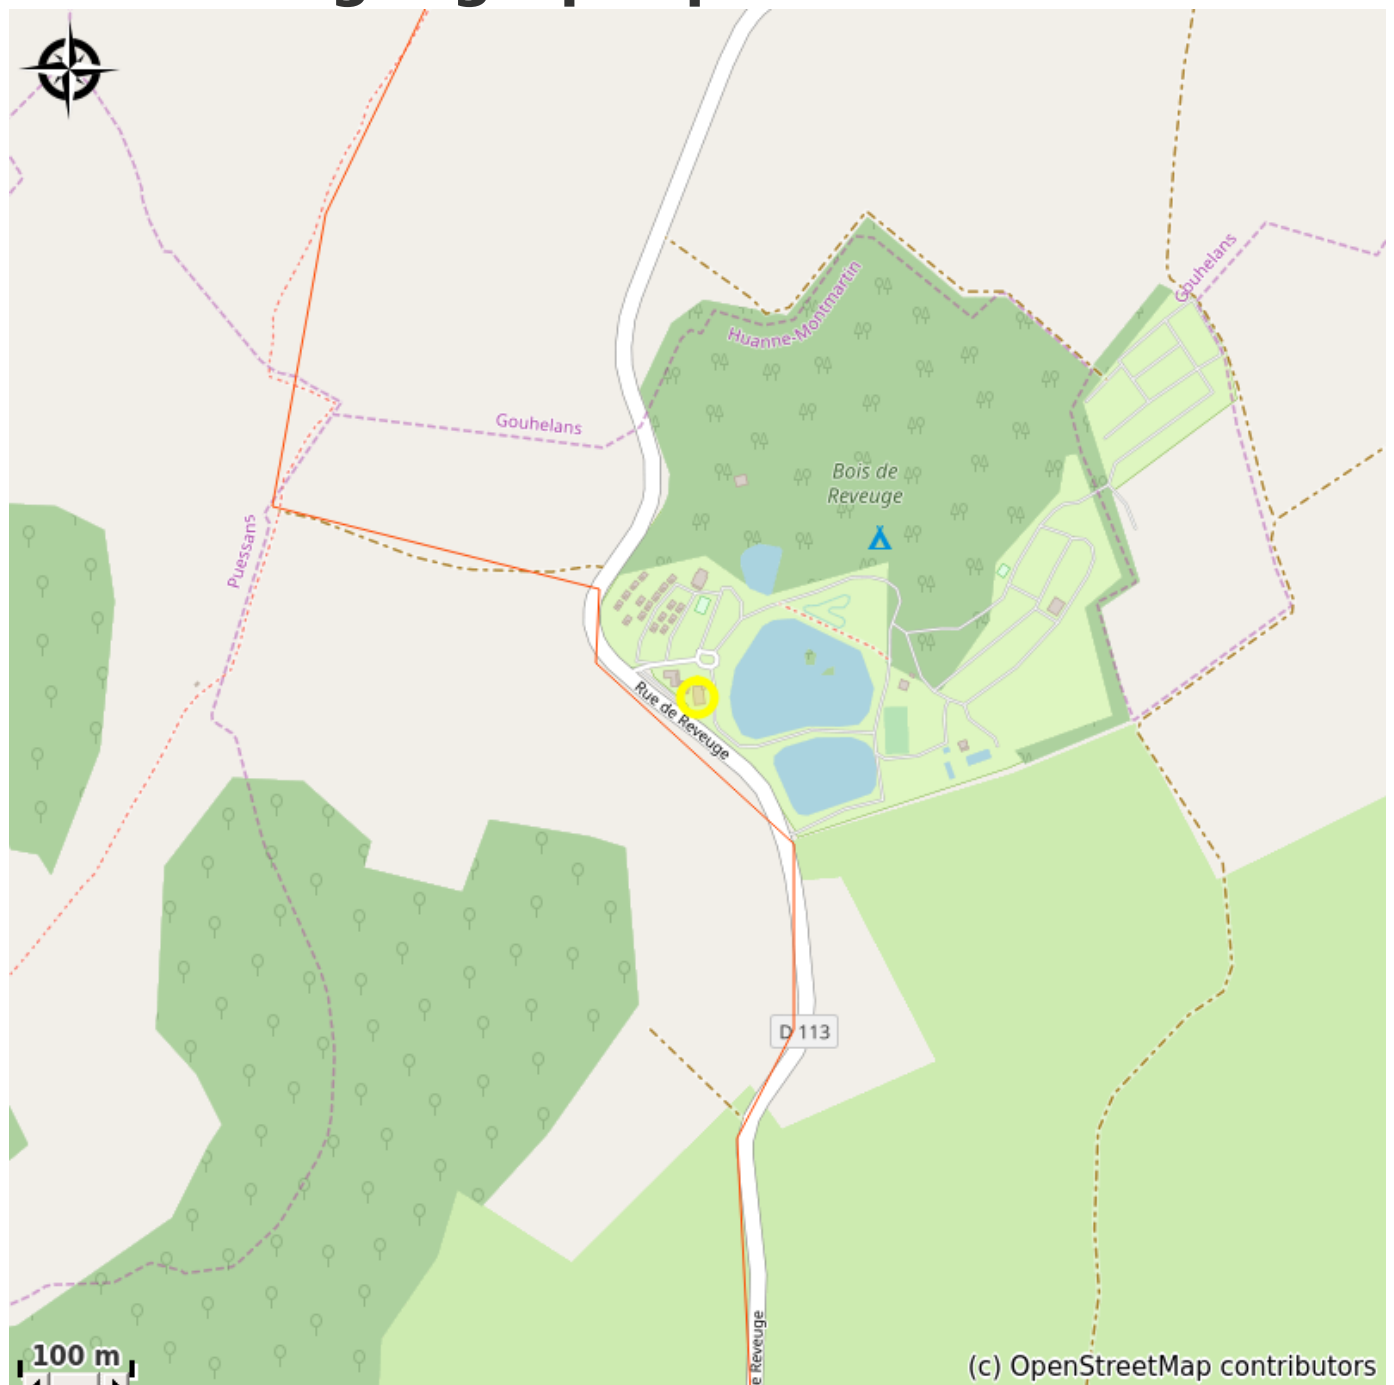 Gouhelans
Huanne-Montmartin
Gouhelans
Bois de
Reveuge
Puessans
Rue de Reveuge
D 113
e Reveuge
100 m
(c) OpenStreetMap contributors